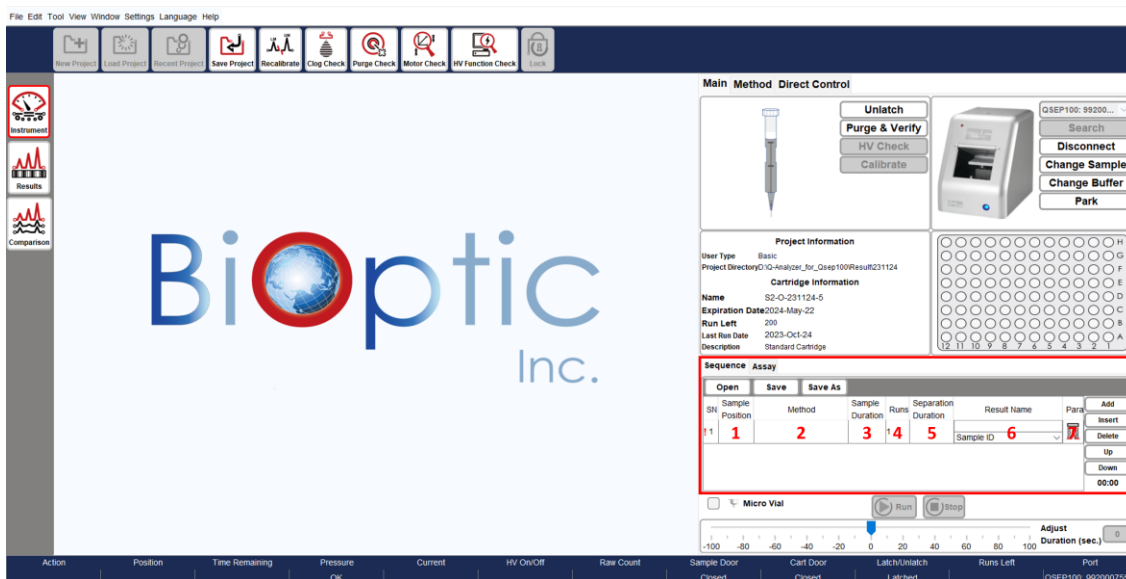 File Edit Tool View Window Settings Language Help
New Project Load Project Recent Project Save Project Recalibrate Clog Check Purge Check Motor Check HV Function Check Lock
Instrument
Results
Comparison
BiOptic
Inc.
Main Method Direct Control
Unlatch
Purge & Verify
HV Check
Calibrate
QSEP100: 99200...
Search
Disconnect
Change Sample
Change Buffer
Park
Project Information
User Type Basic
Project DirectoryD:\Q-Analyzer_for_Qsep100\Result\231124
Cartridge Information
Name S2-O-231124-5
Expiration Date2024-May-22
Run Left 200
Last Run Date 2023-Oct-24
Description Standard Cartridge
H
G
F
E
D
C
B
A
12 11 10 9 8 7 6 5 4 3 2 1
Sequence Assay
Open Save Save As
SN Sample Position Method Sample Duration Runs Separation Duration Result Name Para
! 1 1 2 3 1 4 5 6 7
Sample ID
Add
Insert
Delete
Up
Down
00:00
Micro Vial Run Stop
-100 -80 -60 -40 -20 0 20 40 60 80 100
Adjust
Duration (sec.) 0
Action Position Time Remaining Pressure Current HV On/Off Raw Count Sample Door Cart Door Latch/Unlatch Runs Left Port
OK Closed Closed Latched